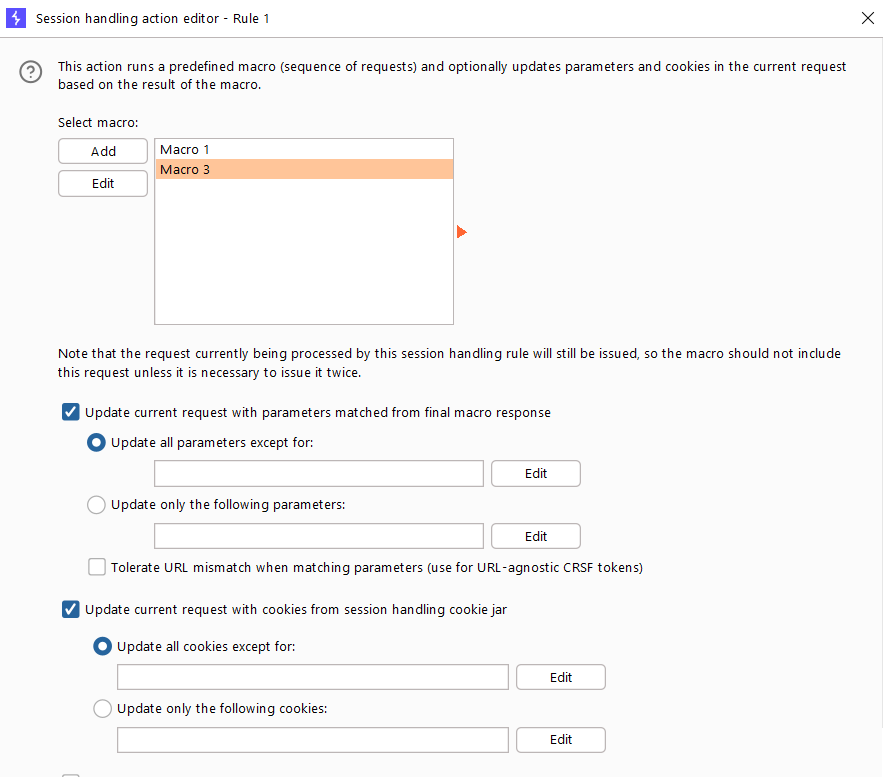 Session handling action editor - Rule 1
This action runs a predefined macro (sequence of requests) and optionally updates parameters and cookies in the current request
based on the result of the macro.
Select macro:
Add
Edit
Macro 1
Macro 3
Note that the request currently being processed by this session handling rule will still be issued, so the macro should not include
this request unless it is necessary to issue it twice.
Update current request with parameters matched from final macro response
Update all parameters except for:
Edit
Update only the following parameters:
Edit
Tolerate URL mismatch when matching parameters (use for URL-agnostic CRSF tokens)
Update current request with cookies from session handling cookie jar
Update all cookies except for:
Edit
Update only the following cookies:
Edit